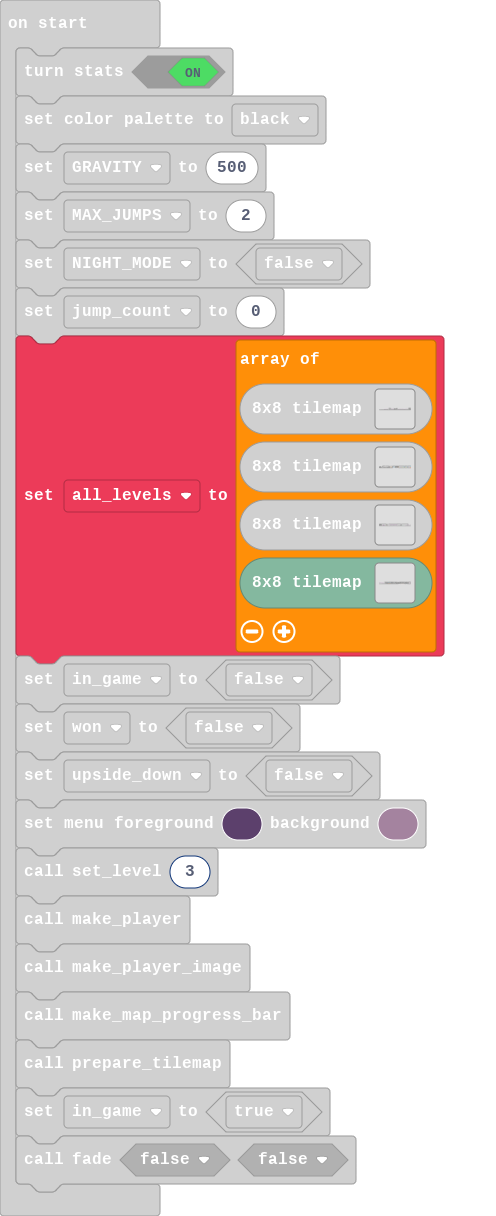 on start
turn stats ON
set color palette to black
set GRAVITY to 500
set MAX_JUMPS to 2
set NIGHT_MODE to false
set jump_count to 0
set all_levels to
array of
8x8 tilemap
8x8 tilemap
8x8 tilemap
8x8 tilemap
set in_game to false
set won to false
set upside_down to false
set menu foreground background
call set_level 3
call make_player
call make_player_image
call make_map_progress_bar
call prepare_tilemap
set in_game to true
call fade false false